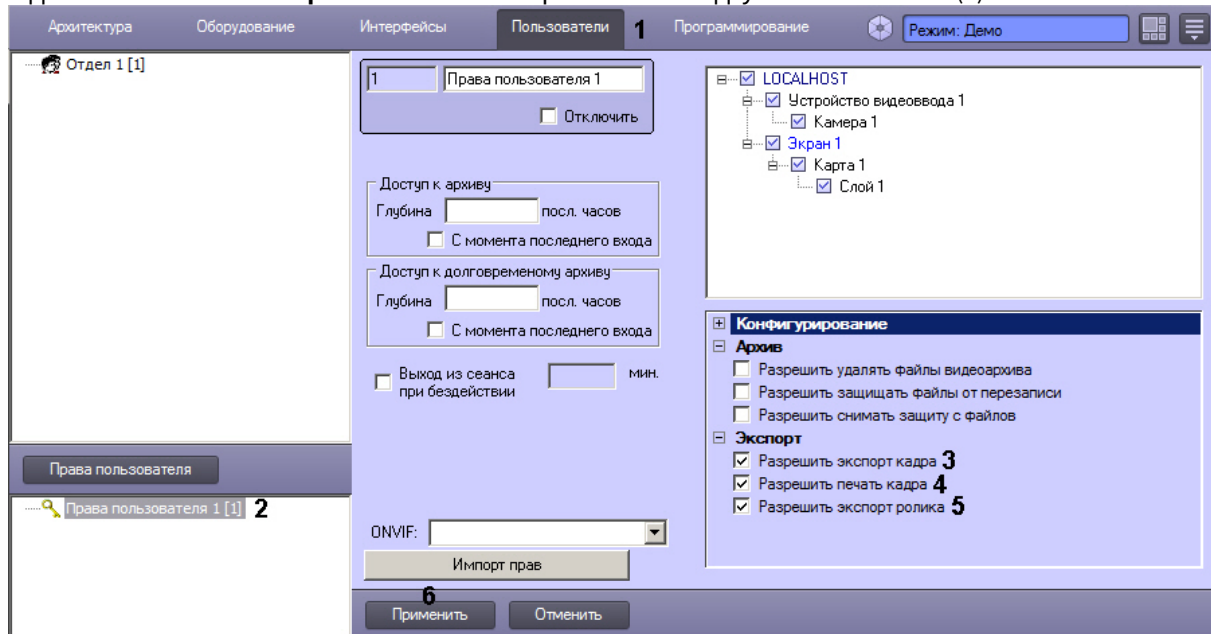 Архитектура Оборудование Интерфейсы Пользователи 1 Программирование Режим: Демо
Отдел 1 [1]
1 Права пользователя 1
Отключить
Доступ к архиву
Глубина посл. часов
С момента последнего входа
Доступ к долговременому архиву
Глубина посл. часов
С момента последнего входа
Выход из сеанса
при бездействии
мин.
LOCALHOST
Устройство видеоввода 1
Камера 1
Экран 1
Карта 1
Слой 1
Конфигурирование
Архив
Разрешить удалять файлы видеоархива
Разрешить защищать файлы от перезаписи
Разрешить снимать защиту с файлов
Экспорт
Разрешить экспорт кадра 3
Разрешить печать кадра 4
Разрешить экспорт ролика 5
Права пользователя
Права пользователя 1 [1] 2
ONVIF:
Импорт прав
6
Применить Отменить